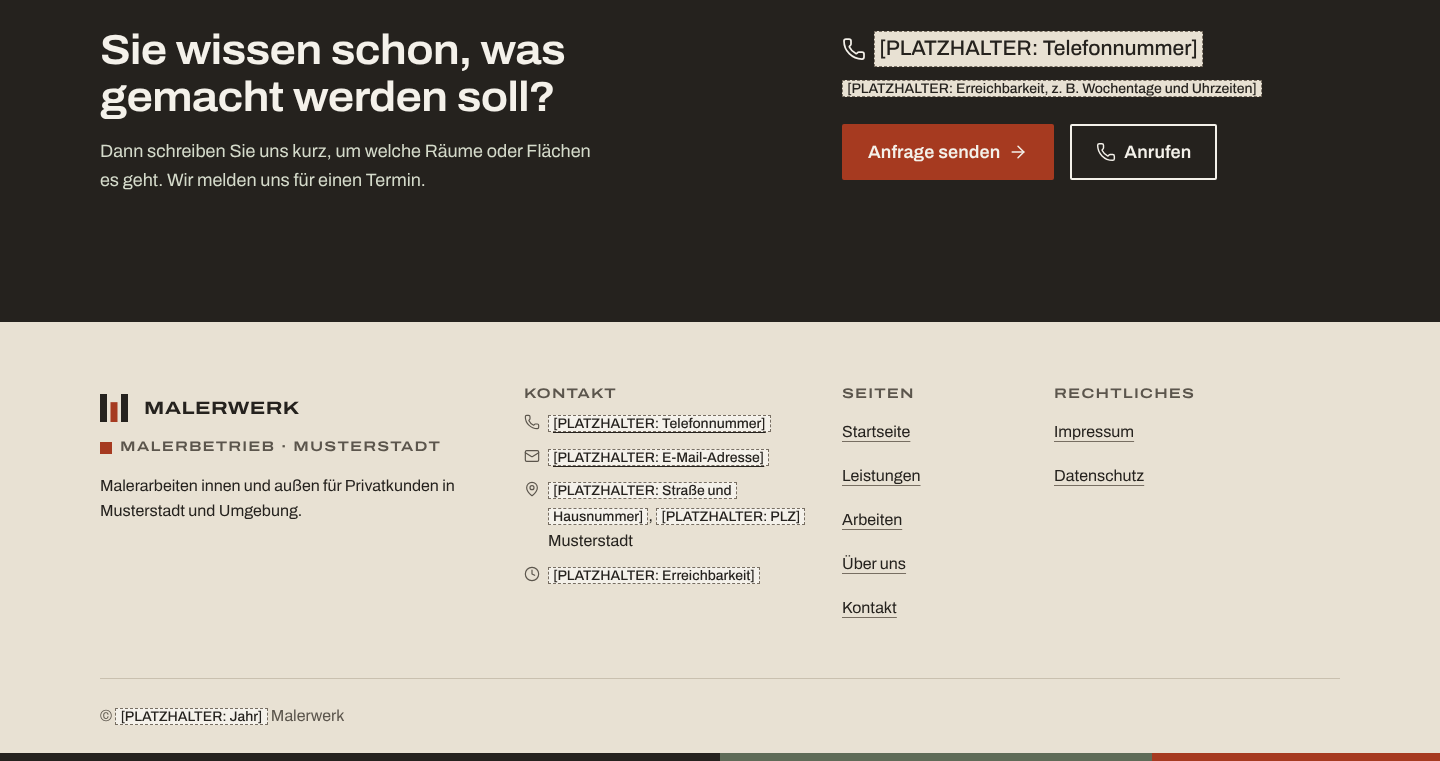 Sie wissen schon, was
gemacht werden soll?
Dann schreiben Sie uns kurz, um welche Räume oder Flächen
es geht. Wir melden uns für einen Termin.
[PLATZHALTER: Telefonnummer]
[PLATZHALTER: Erreichbarkeit, z. B. Wochentage und Uhrzeiten]
Anfrage senden
Anrufen
MALERWERK
MALERBETRIEB · MUSTERSTADT
Malerarbeiten innen und außen für Privatkunden in
Musterstadt und Umgebung.
KONTAKT
[PLATZHALTER: Telefonnummer]
[PLATZHALTER: E-Mail-Adresse]
[PLATZHALTER: Straße und
Hausnummer], [PLATZHALTER: PLZ]
Musterstadt
[PLATZHALTER: Erreichbarkeit]
SEITEN
Startseite
Leistungen
Arbeiten
Über uns
Kontakt
RECHTLICHES
Impressum
Datenschutz
© [PLATZHALTER: Jahr] Malerwerk